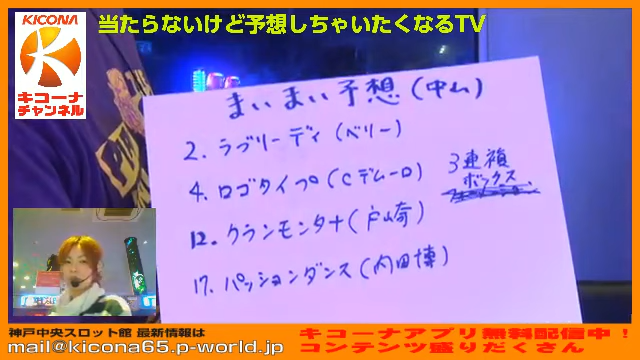 KICONA
キコーナ
チャンネル
当たらないけど予想しちゃいたくなるTV
まいまい予想(中山)
2. ラブリーディ(ベリー)
4. ロゴタイプ(Cデムーロ)
3連複
ボックス
12. クランモンタナ(戸崎)
17. パッションダンス(内田博)
神戸中央スロット館 最新情報は
mail@kicona65.p-world.jp
キコーナアプリ無料配信中!
コンテンツ盛りだくさん